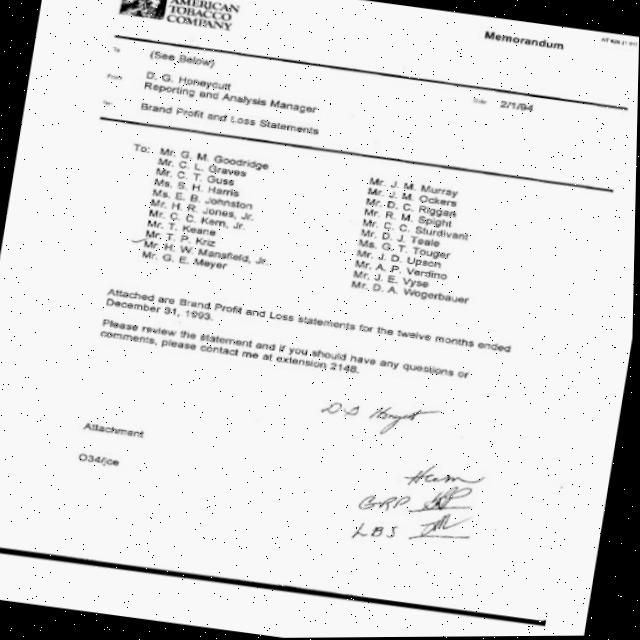 AMERICAN
TOBACCO
COMPANY
Memorandum
To
(See Below)
From
D. G. Honeycutt
Reporting and Analysis Manager
Date 2/1/94
Brand Profit and Loss Statements
To: Mr. G. M. Goodridge
Mr. C. L. Graves
Mr. C. T. Guss
Ms. S. H. Harris
Ms. E. B. Johnston
Mr. H. R. Jones, Jr.
Mr. C. C. Kern, Jr.
Mr. T. Keane
Mr. T. P. Kriz
Mr. H. W. Mansfield, Jr.
Mr. G. E. Meyer
Mr. J. M. Murray
Mr. J. M. Ockers
Mr. D. C. Riggan
Mr. R. M. Spight
Mr. C. C. Sturdivant
Mr. D. J. Teale
Ms. G. T. Touger
Mr. J. D. Upson
Mr. A. P. Verdino
Mr. J. E. Vyse
Mr. D. A. Wogerbauer
Attached are Brand Profit and Loss statements for the twelve months ended
December 31, 1993.
Please review the statement and if you should have any questions or
comments, please contact me at extension 2148.
Attachment
O34/jce
GRP
LBS